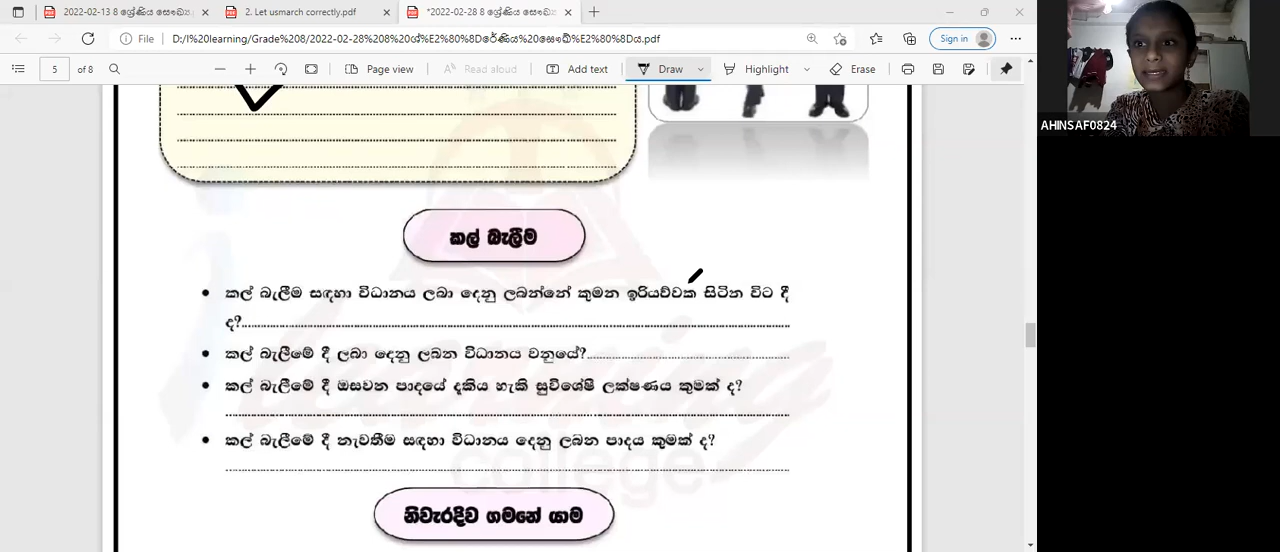 2022-02-13 8 ශ්‍රේණිය සෞඛ්‍ය
2. Let usmarch correctly.pdf
*2022-02-28 8 ශ්‍රේණිය සෞඛ්‍ය
File D:/I%20learning/Grade%208/2022-02-28%208%20ශ්%E2%80%8Dරේණිය%20සෞඛ්%E2%80%8Dය.pdf
Sign in
5 of 8
Page view
Read aloud
Add text
Draw
Highlight
Erase
AHINSAF0824
කල් බැලීම
• කල් බැලීම සඳහා විධානය ලබා දෙනු ලබන්නේ කුමන ඉරියව්වක සිටින විට දී
ද?
• කල් බැලීමේ දී ලබා දෙනු ලබන විධානය වනුයේ?
• කල් බැලීමේ දී ඔසවන පාදයේ දැකිය හැකි සුවිශේෂී ලක්ෂණය කුමක් ද?
• කල් බැලීමේ දී නැවතීම සඳහා විධානය දෙනු ලබන පාදය කුමක් ද?
learning
college
නිවැරදිව ගමනේ යාම